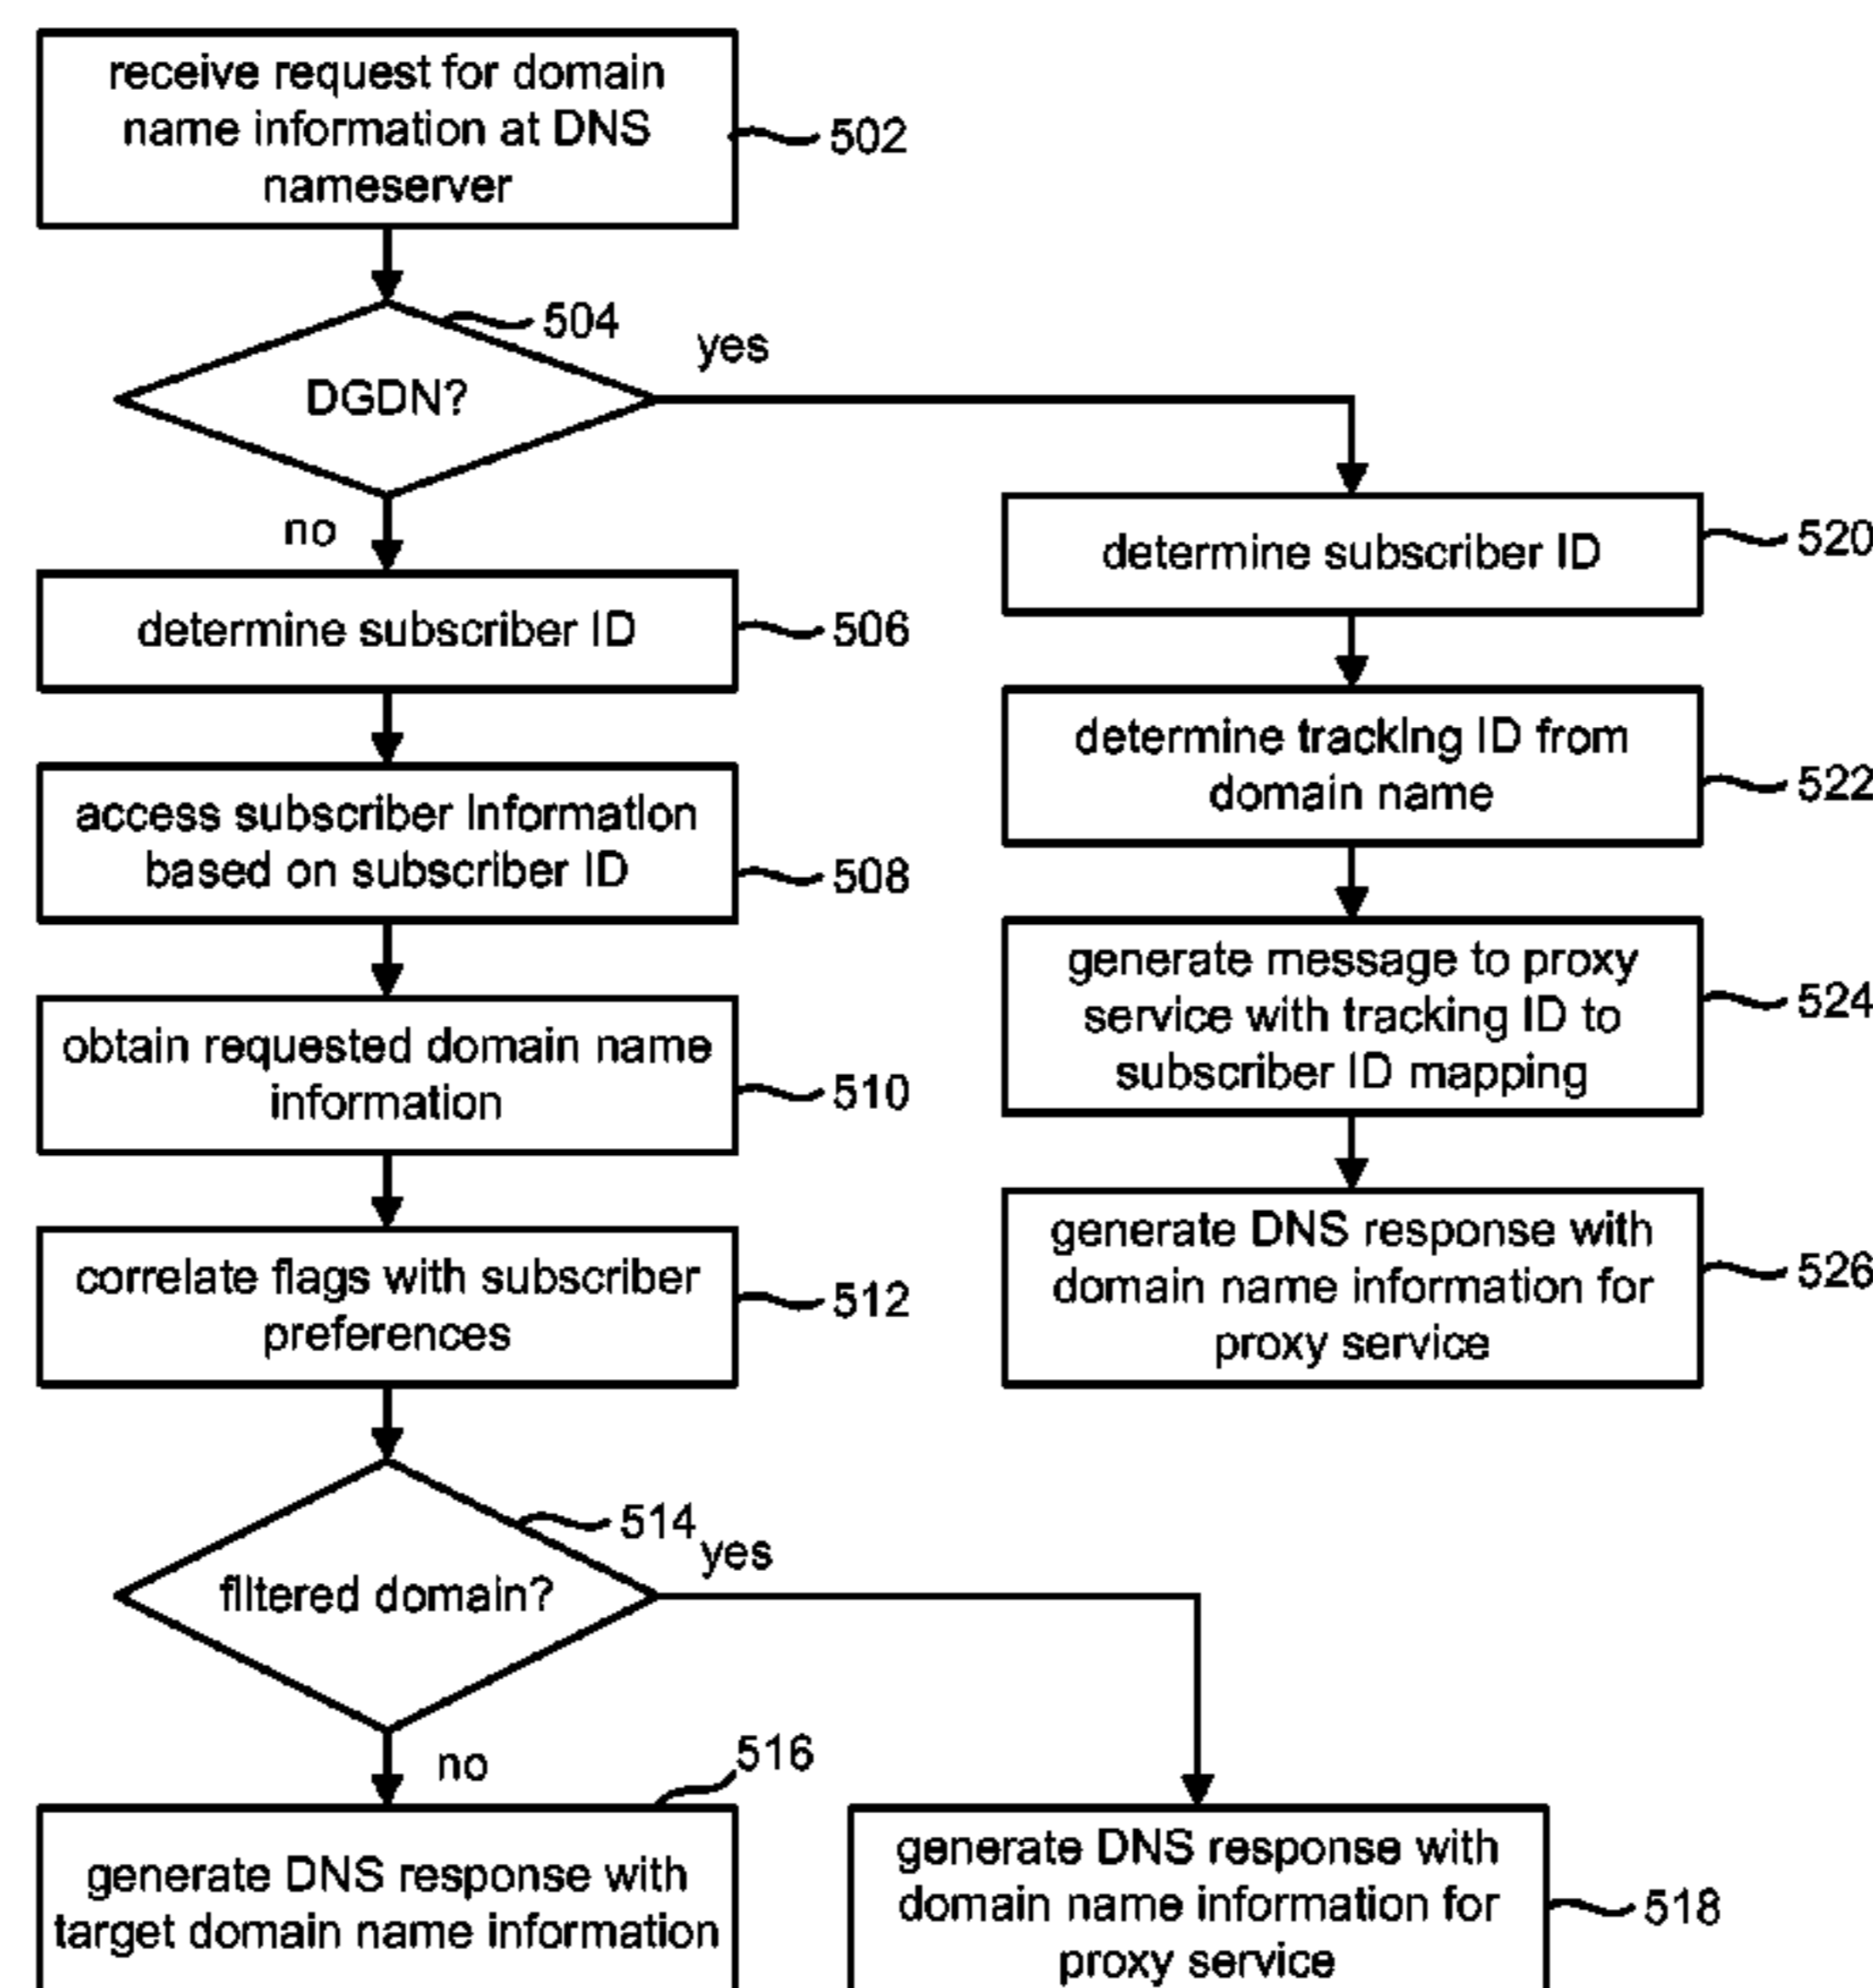 receive request for domain
name information at DNS
nameserver
502
504
DGDN?
yes
no
determine subscriber ID
506
access subscriber information
based on subscriber ID
508
obtain requested domain name
information
510
correlate flags with subscriber
preferences
512
514
filtered domain?
yes
no
516
generate DNS response with
target domain name information
generate DNS response with
domain name information for
proxy service
518
determine subscriber ID
520
determine tracking ID from
domain name
522
generate message to proxy
service with tracking ID to
subscriber ID mapping
524
generate DNS response with
domain name information for
proxy service
526